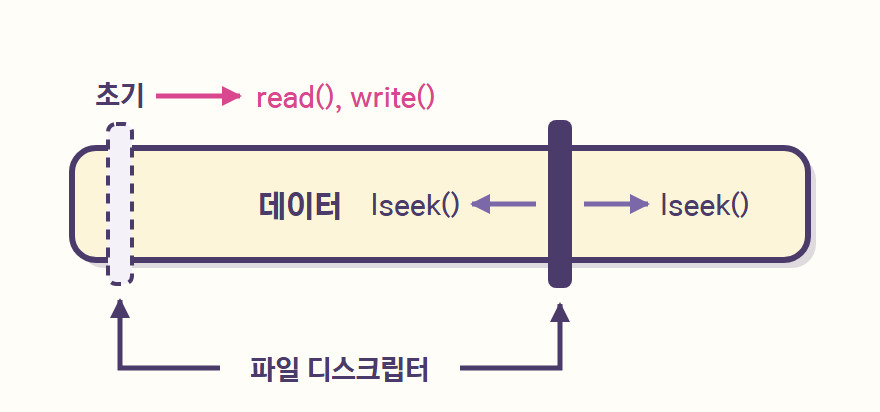 초기 read(), write()
데이터 lseek() lseek()
파일 디스크립터